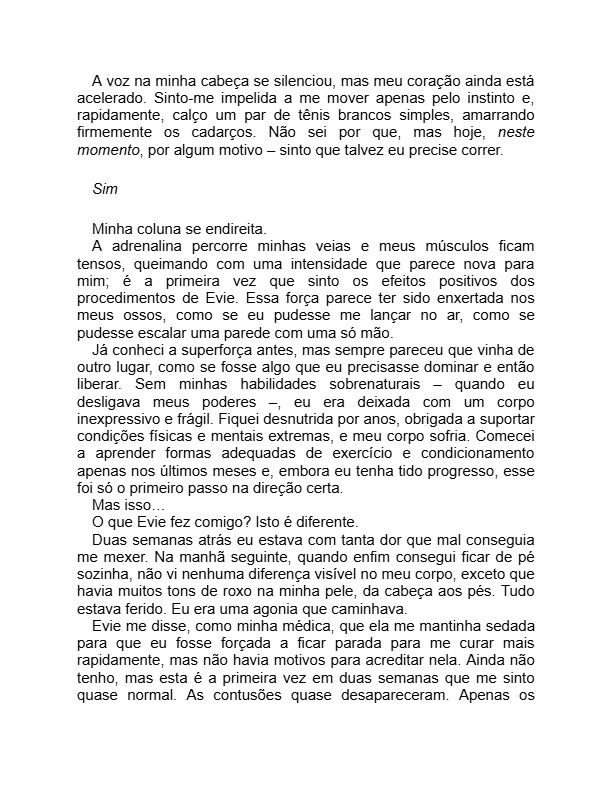 A voz na minha cabeça se silenciou, mas meu coração ainda está
acelerado. Sinto-me impelida a me mover apenas pelo instinto e,
rapidamente, calço um par de tênis brancos simples, amarrando
firmemente os cadarços. Não sei por que, mas hoje, neste
momento, por algum motivo – sinto que talvez eu precise correr.
Sim
Minha coluna se endireita.
A adrenalina percorre minhas veias e meus músculos ficam
tensos, queimando com uma intensidade que parece nova para
mim; é a primeira vez que sinto os efeitos positivos dos
procedimentos de Evie. Essa força parece ter sido enxertada nos
meus ossos, como se eu pudesse me lançar no ar, como se
pudesse escalar uma parede com uma só mão.
Já conheci a superforça antes, mas sempre pareceu que vinha de
outro lugar, como se fosse algo que eu precisasse dominar e então
liberar. Sem minhas habilidades sobrenaturais – quando eu
desligava meus poderes –, eu era deixada com um corpo
inexpressivo e frágil. Fiquei desnutrida por anos, obrigada a suportar
condições físicas e mentais extremas, e meu corpo sofria. Comecei
a aprender formas adequadas de exercício e condicionamento
apenas nos últimos meses e, embora eu tenha tido progresso, esse
foi só o primeiro passo na direção certa.
Mas isso…
O que Evie fez comigo? Isto é diferente.
Duas semanas atrás eu estava com tanta dor que mal conseguia
me mexer. Na manhã seguinte, quando enfim consegui ficar de pé
sozinha, não vi nenhuma diferença visível no meu corpo, exceto que
havia muitos tons de roxo na minha pele, da cabeça aos pés. Tudo
estava ferido. Eu era uma agonia que caminhava.
Evie me disse, como minha médica, que ela me mantinha sedada
para que eu fosse forçada a ficar parada para me curar mais
rapidamente, mas não havia motivos para acreditar nela. Ainda não
tenho, mas esta é a primeira vez em duas semanas que me sinto
quase normal. As contusões quase desapareceram. Apenas os